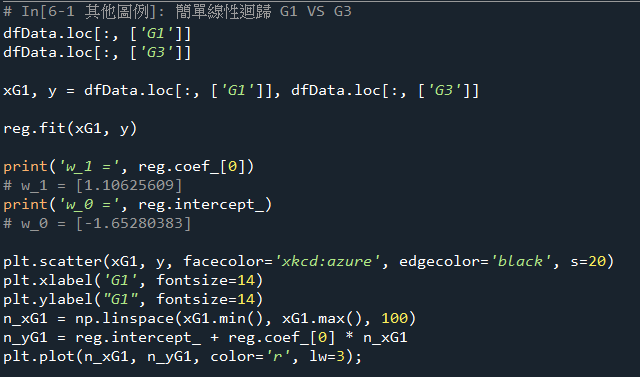 # In[6-1 其他圖例]: 簡單線性迴歸 G1 VS G3
dfData.loc[:, ['G1']]
dfData.loc[:, ['G3']]
xG1, y = dfData.loc[:, ['G1']], dfData.loc[:, ['G3']]
reg.fit(xG1, y)
print('w_1 =', reg.coef_[0])
# w_1 = [1.10625609]
print('w_0 =', reg.intercept_)
# w_0 = [-1.65280383]
plt.scatter(xG1, y, facecolor='xkcd:azure', edgecolor='black', s=20)
plt.xlabel('G1', fontsize=14)
plt.ylabel("G1", fontsize=14)
n_xG1 = np.linspace(xG1.min(), xG1.max(), 100)
n_yG1 = reg.intercept_ + reg.coef_[0] * n_xG1
plt.plot(n_xG1, n_yG1, color='r', lw=3);